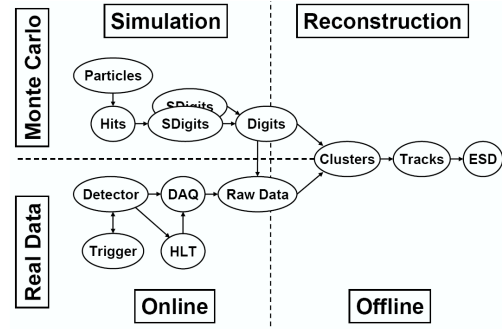 Simulation
Reconstruction
Monte Carlo
Particles
SDigits
Hits
SDigits
Digits
Clusters
Tracks
ESD
Real Data
Detector
DAQ
Raw Data
Trigger
HLT
Online
Offline